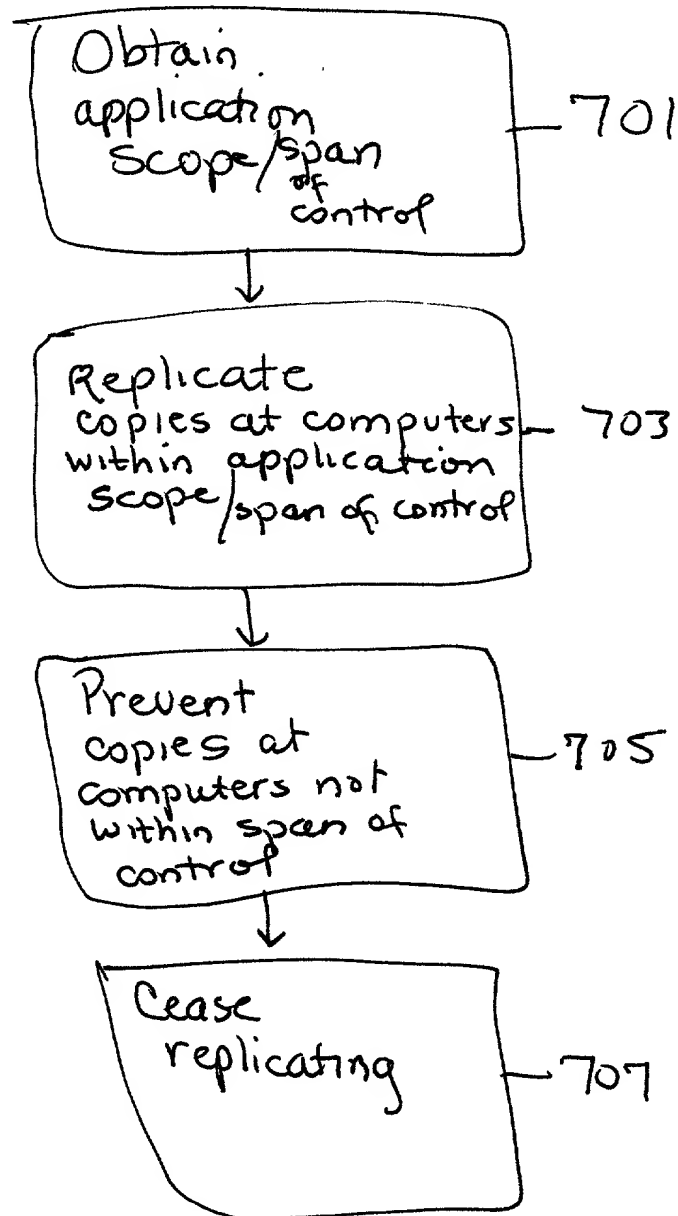 Obtain
application
scope/span
of
control
701
Replicate
copies at computers
within application
scope/span of control
703
Prevent
copies at
computers not
within span of
control
705
Cease
replicating
707